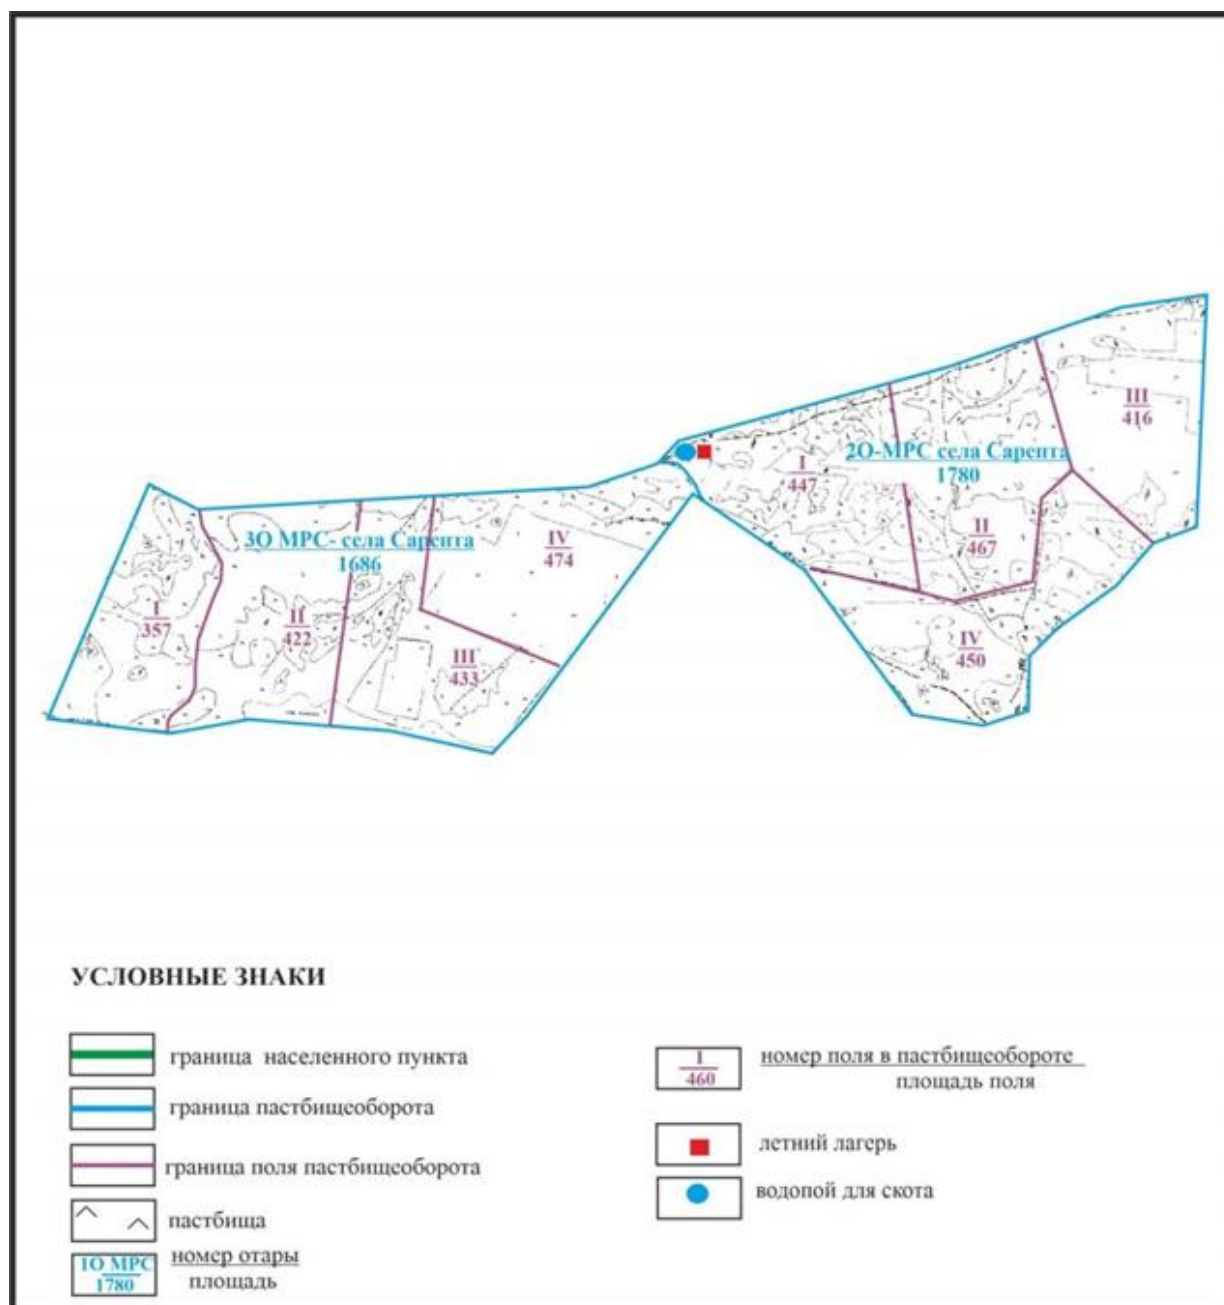 III
416
I
447
2О-МРС села Сарепта
1780
II
467
IV
450
3О МРС- села Сарепта
1686
IV
474
I
357
II
422
III
433
УСЛОВНЫЕ ЗНАКИ
граница населенного пункта
граница пастбищеоборота
граница поля пастбищеоборота
пастбища
1О МРС
1780
номер отары
площадь
I
460
номер поля в пастбищеобороте
площадь поля
летний лагерь
водопой для скота